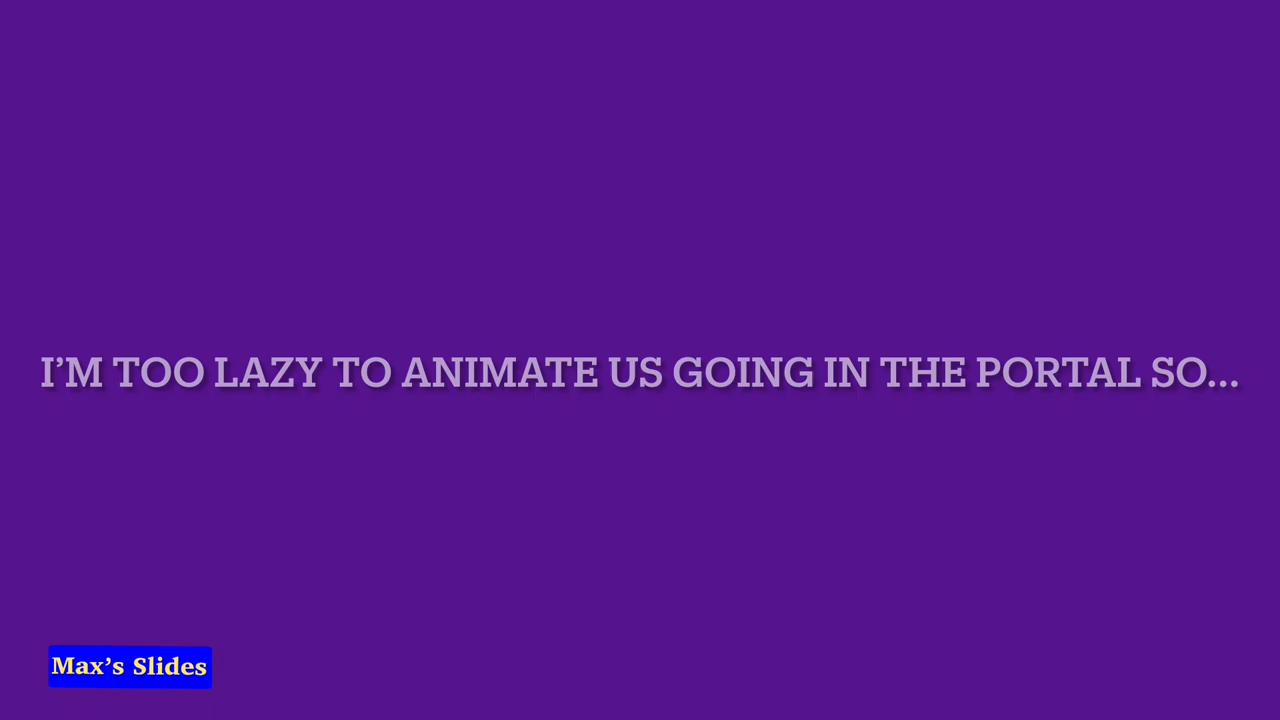 I’M TOO LAZY TO ANIMATE US GOING IN THE PORTAL SO...
Max’s Slides